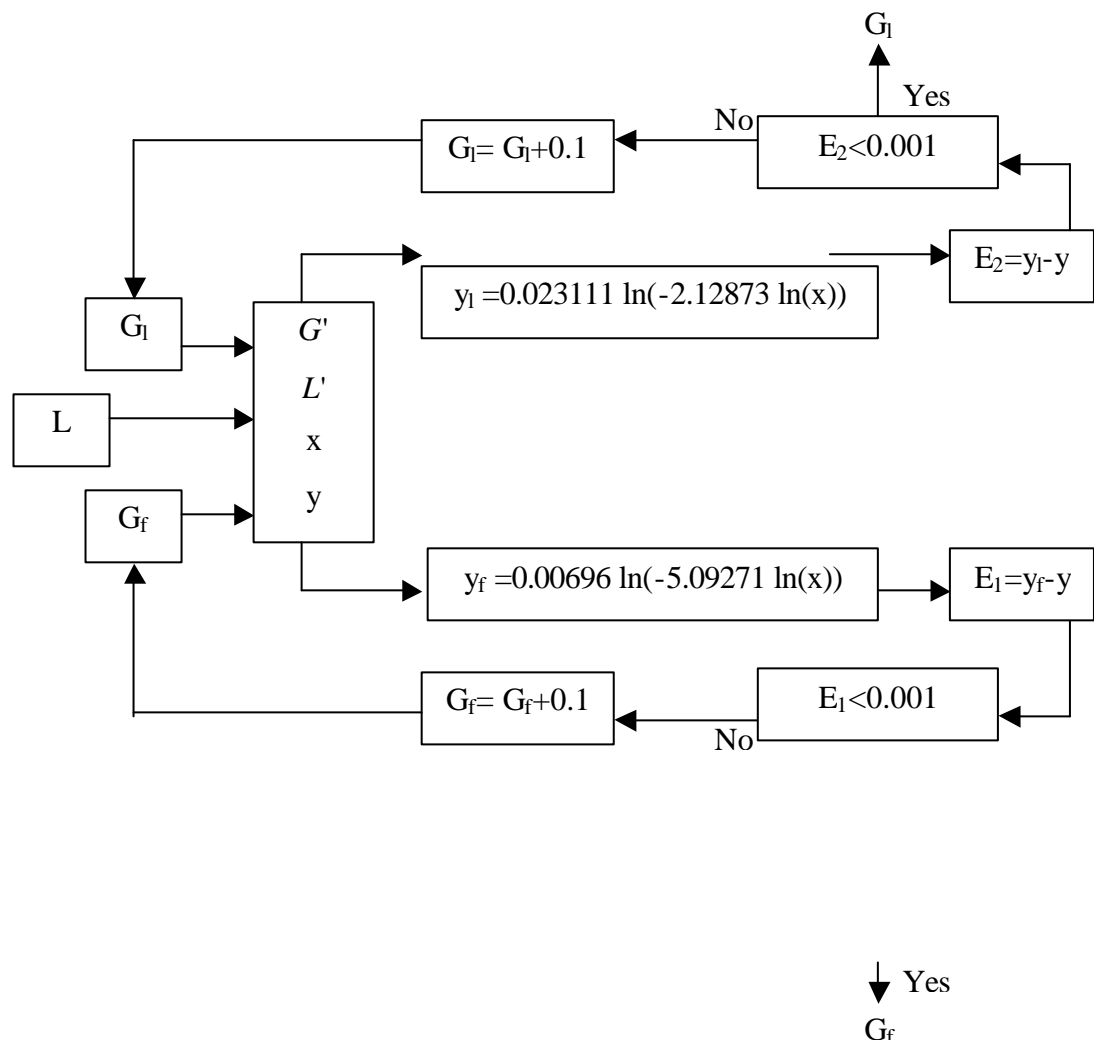 Gl
Yes
No
Gl= Gl+0.1
E2<0.001
yl =0.023111 ln(-2.12873 ln(x))
E2=yl-y
Gl
G'
L'
x
y
L
Gf
yf =0.00696 ln(-5.09271 ln(x))
E1=yf-y
Gf= Gf+0.1
E1<0.001
No
Yes
Gf